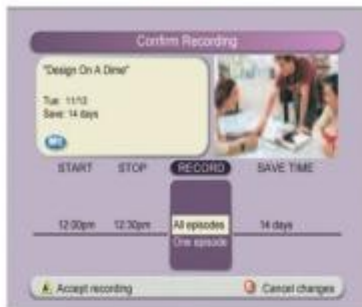 Confirm Recording
"Design On A Dime"
Tue 11/13
Save: 14 days
START STOP RECORD SAVE TIME
12:00pm 12:30pm All episodes 14 days
One episode
A Accept recording Cancel changes